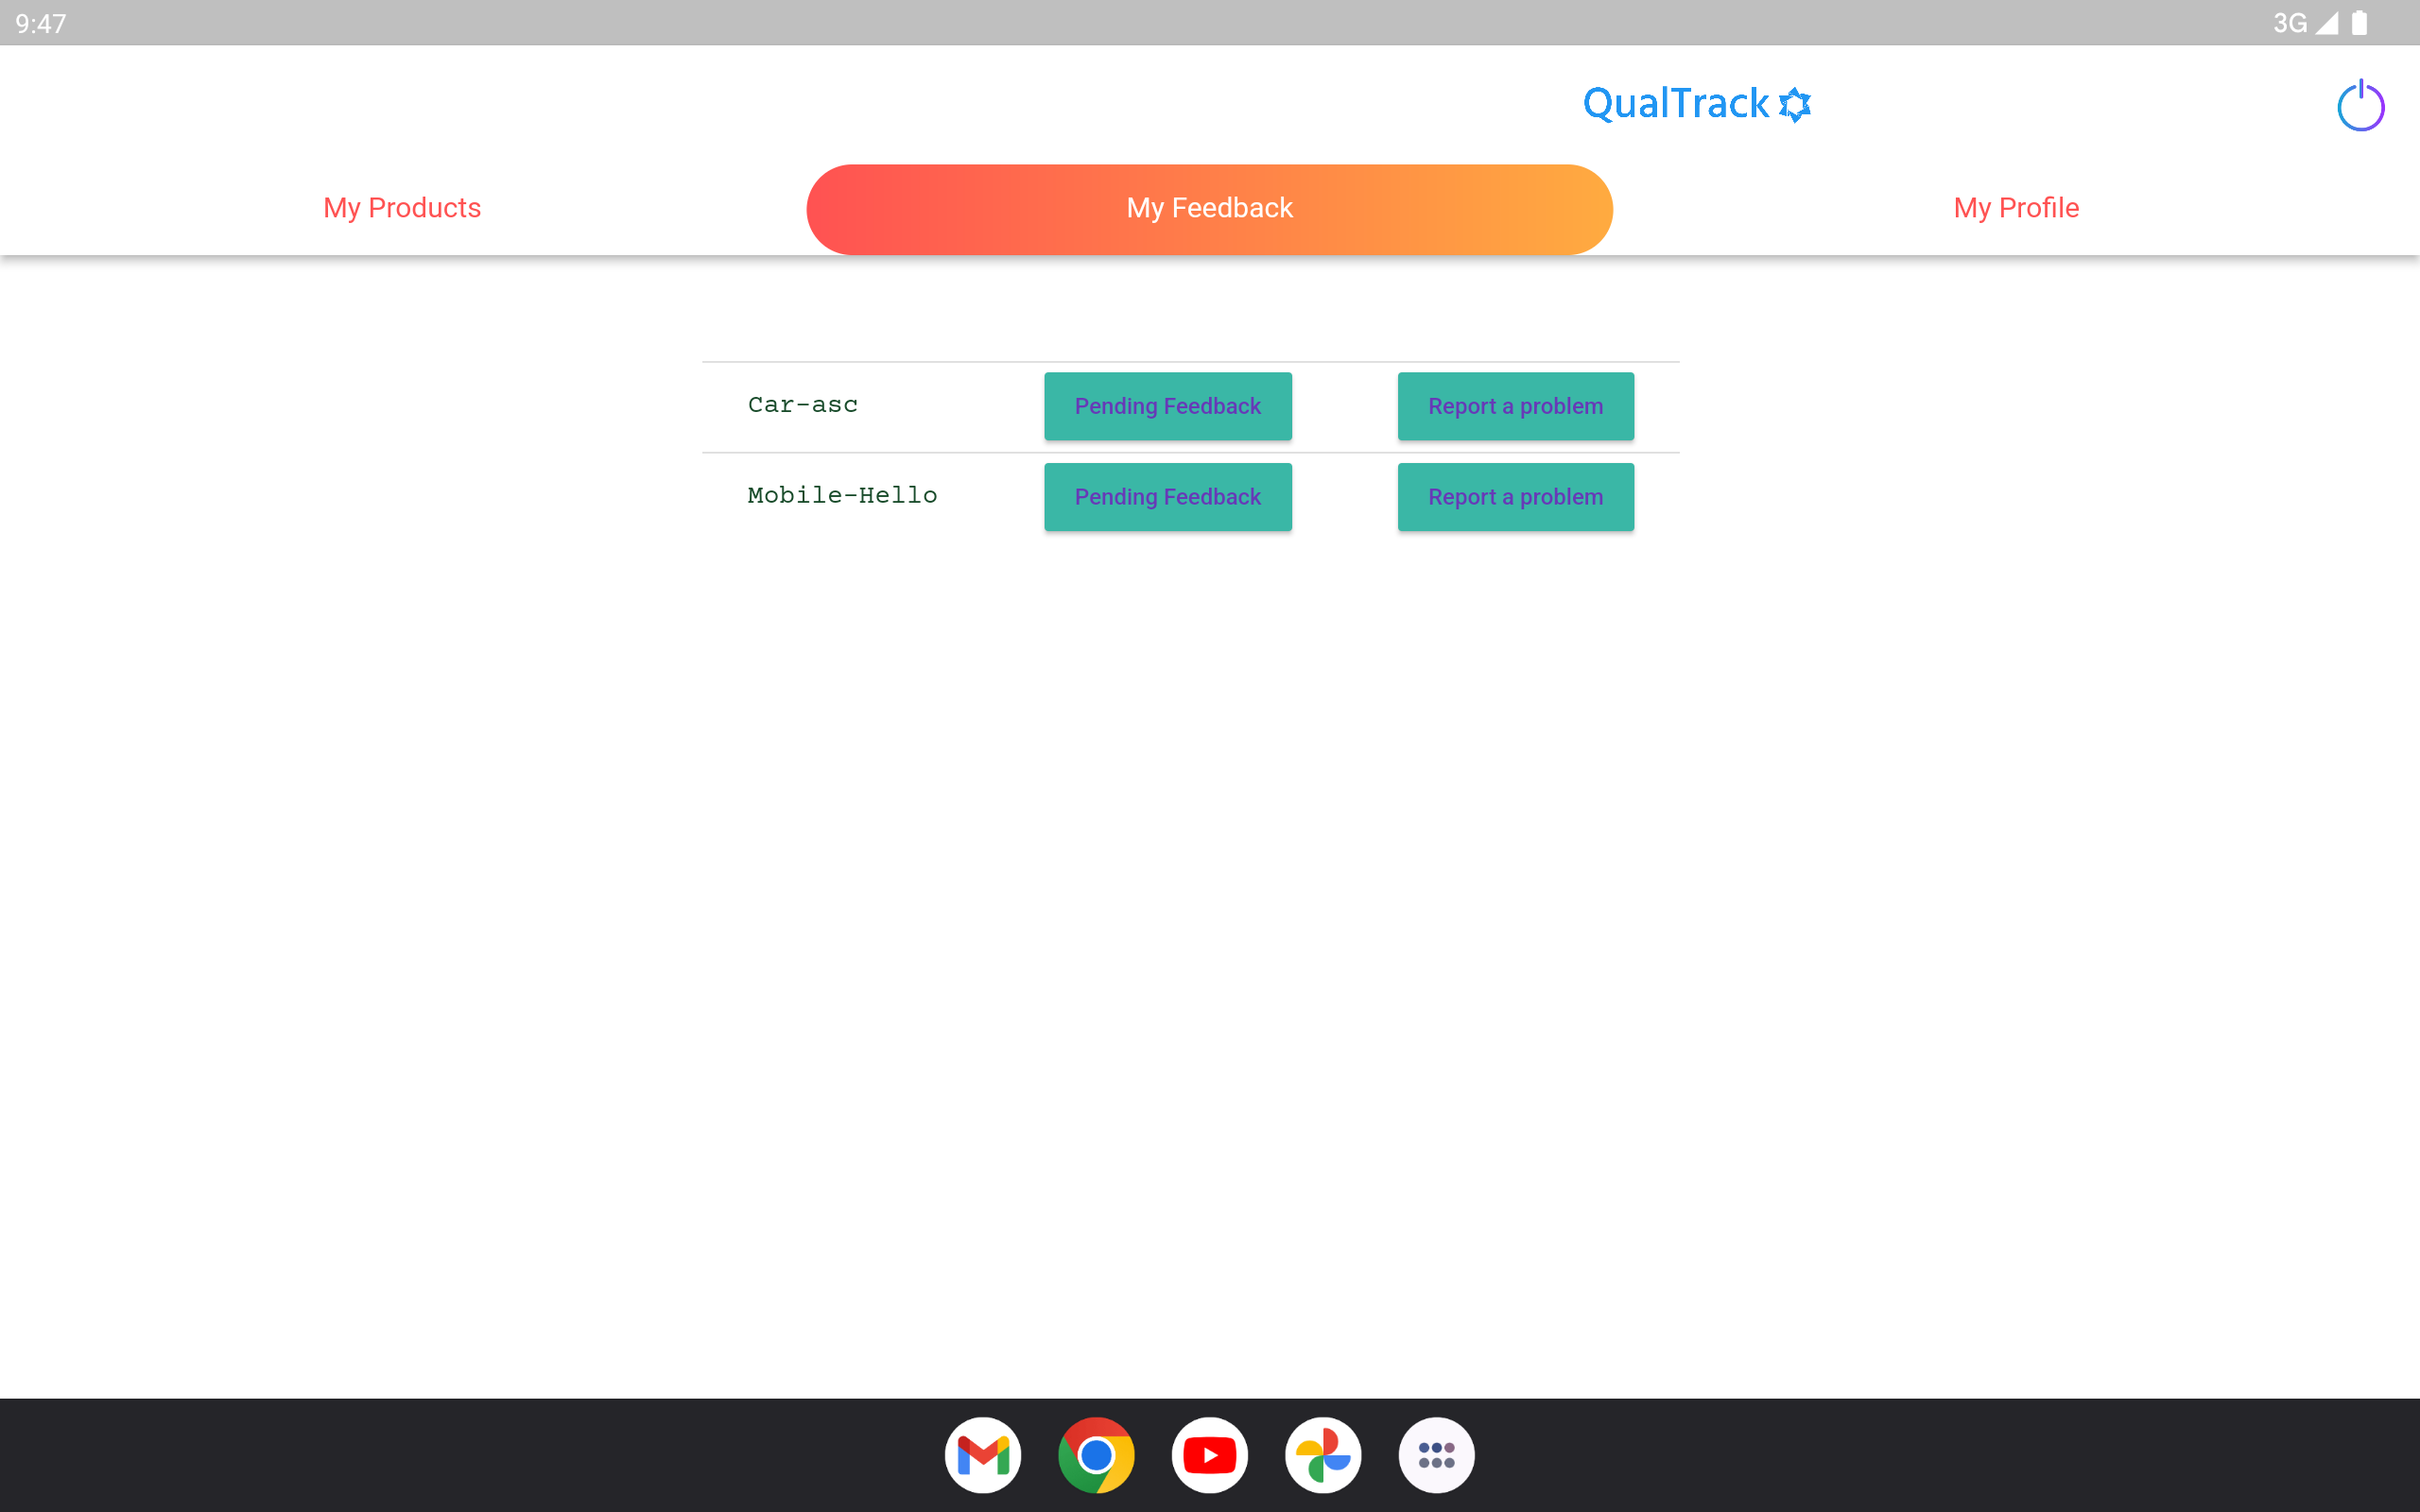 9:47
3G
QualTrack
My Products
My Feedback
My Profile
Car-asc
Pending Feedback
Report a problem
Mobile-Hello
Pending Feedback
Report a problem